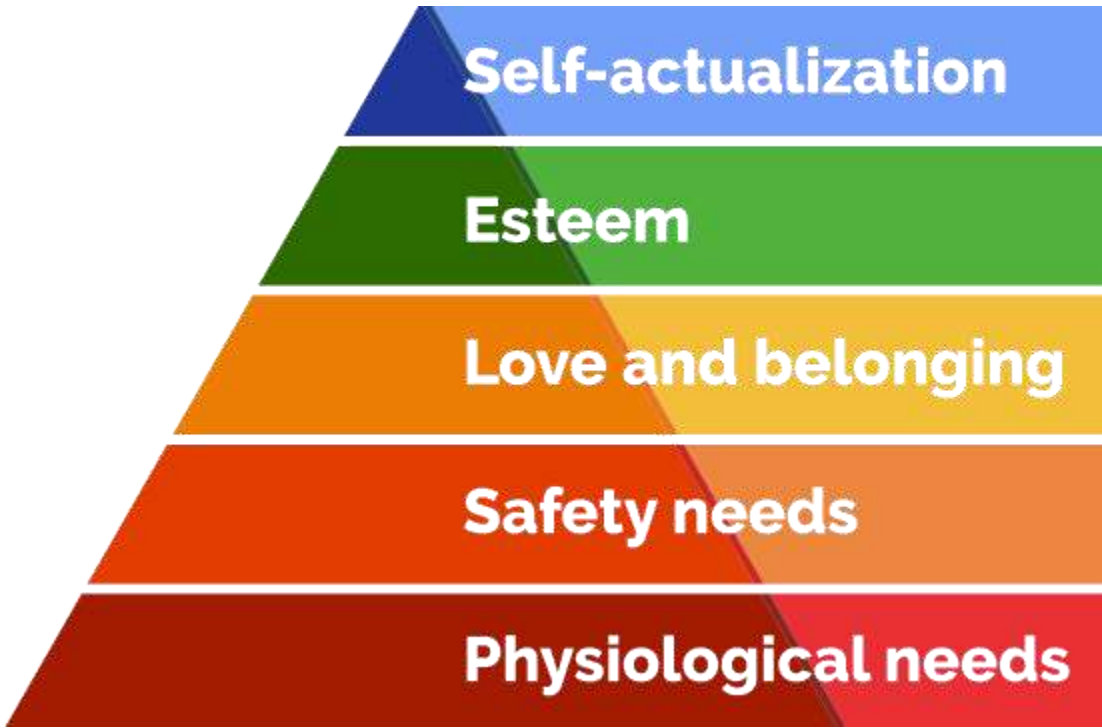 Self-actualization
Esteem
Love and belonging
Safety needs
Physiological needs